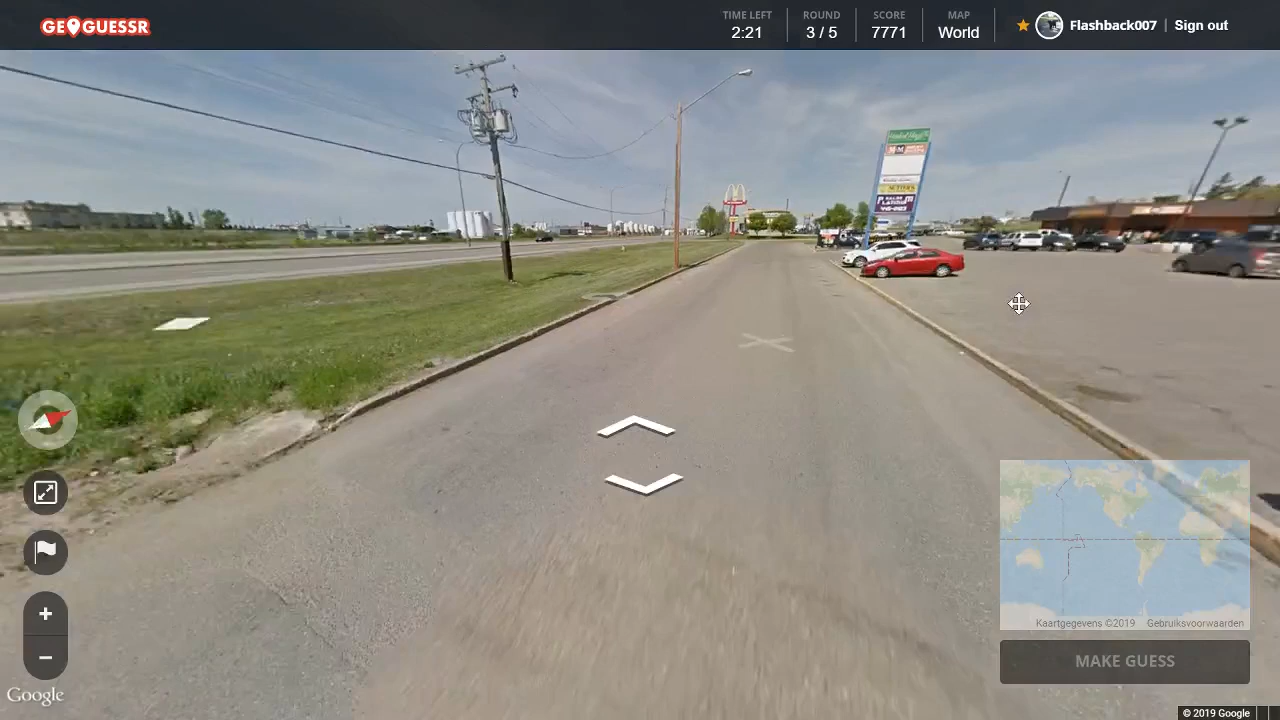 GEOGUESSR
TIME LEFT
2:21
ROUND
3 / 5
SCORE
7771
MAP
World
Flashback007 | Sign out
M&M
Kaartgegevens ©2019 Gebruiksvoorwaarden
MAKE GUESS
Google
© 2019 Google